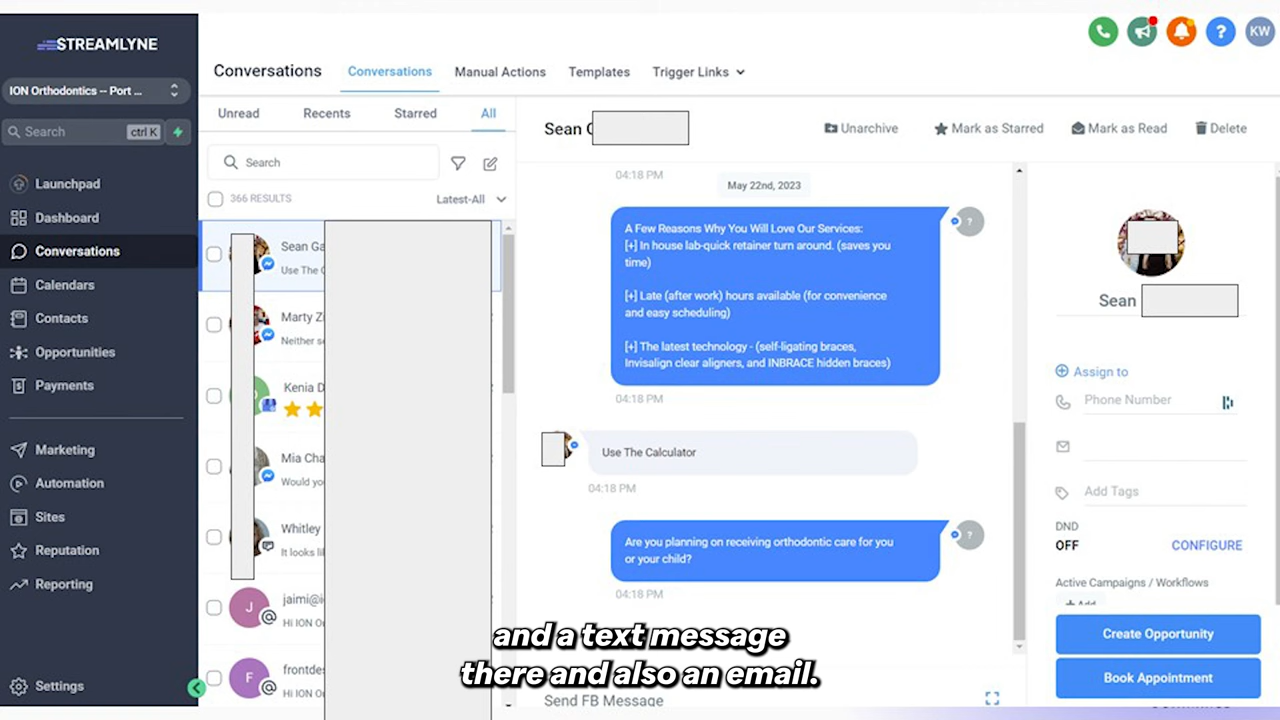 STREAMLYNE
ION Orthodontics -- Port ...
Search
ctrl K
Launchpad
Dashboard
Conversations
Calendars
Contacts
Opportunities
Payments
Marketing
Automation
Sites
Reputation
Reporting
Settings
KW
Conversations
Conversations
Manual Actions
Templates
Trigger Links
Unread
Recents
Starred
All
Search
366 RESULTS
Latest-All
Sean Ga
Use The
Marty
Neither
Kenia D
Mia Cha
Would you
Whitley
It looks
J
jaimi@
Hi ION
F
frontdes
Hi ION
Sean
Unarchive
Mark as Starred
Mark as Read
Delete
04:18 PM
May 22nd, 2023
A Few Reasons Why You Will Love Our Services:
[+] In house lab-quick retainer turn around. (saves you
time)
[+] Late (after work) hours available (for convenience
and easy scheduling)
[+] The latest technology - (self-ligating braces,
Invisalign clear aligners, and INBRACE hidden braces)
?
04:18 PM
Use The Calculator
04:18 PM
Are you planning on receiving orthodontic care for you
or your child?
?
04:18 PM
and a text message
there and also an email.
Send FB Message
Sean
Assign to
Phone Number
Add Tags
DND
OFF
CONFIGURE
Active Campaigns / Workflows
+ Add
Create Opportunity
Book Appointment